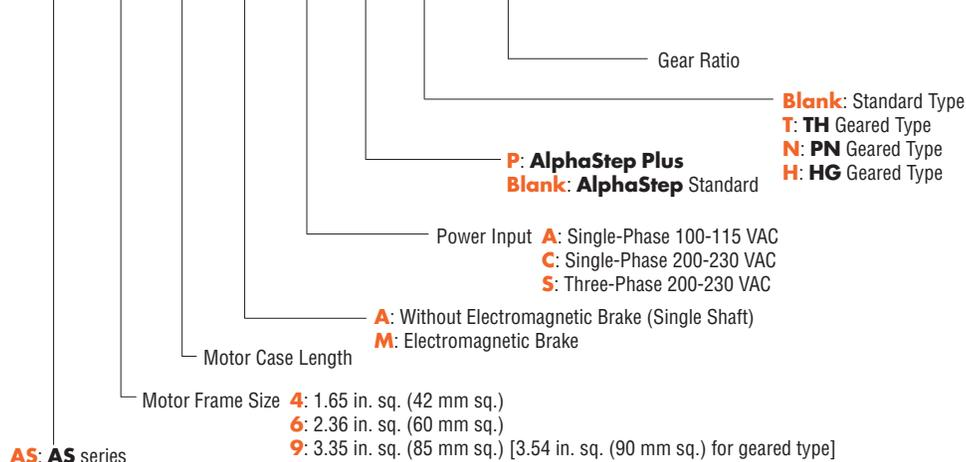 Gear Ratio
Blank: Standard Type
T: TH Geared Type
N: PN Geared Type
H: HG Geared Type
P: AlphaStep Plus
Blank: AlphaStep Standard
Power Input A: Single-Phase 100-115 VAC
C: Single-Phase 200-230 VAC
S: Three-Phase 200-230 VAC
A: Without Electromagnetic Brake (Single Shaft)
M: Electromagnetic Brake
Motor Case Length
Motor Frame Size 4: 1.65 in. sq. (42 mm sq.)
6: 2.36 in. sq. (60 mm sq.)
9: 3.35 in. sq. (85 mm sq.) [3.54 in. sq. (90 mm sq.) for geared type]
AS: AS series